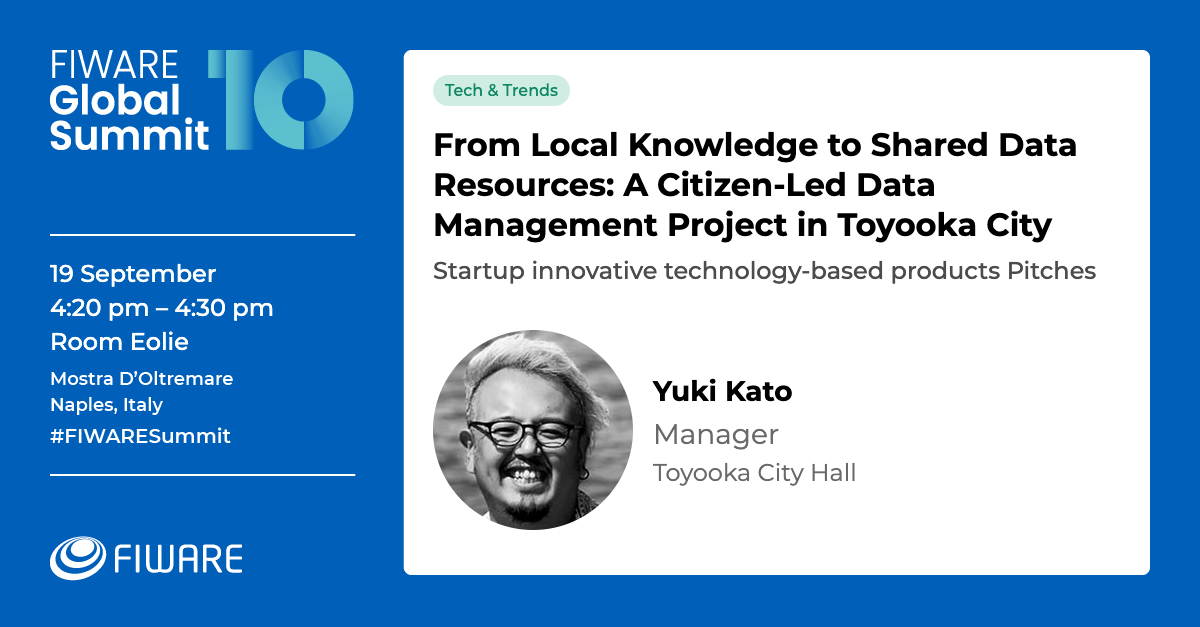 FIWARE
Global
Summit
10
19 September
4:20 pm – 4:30 pm
Room Eolie
Mostra D’Oltremare
Naples, Italy
#FIWARESummit
FIWARE
Tech & Trends
From Local Knowledge to Shared Data
Resources: A Citizen-Led Data
Management Project in Toyooka City
Startup innovative technology-based products Pitches
Yuki Kato
Manager
Toyooka City Hall